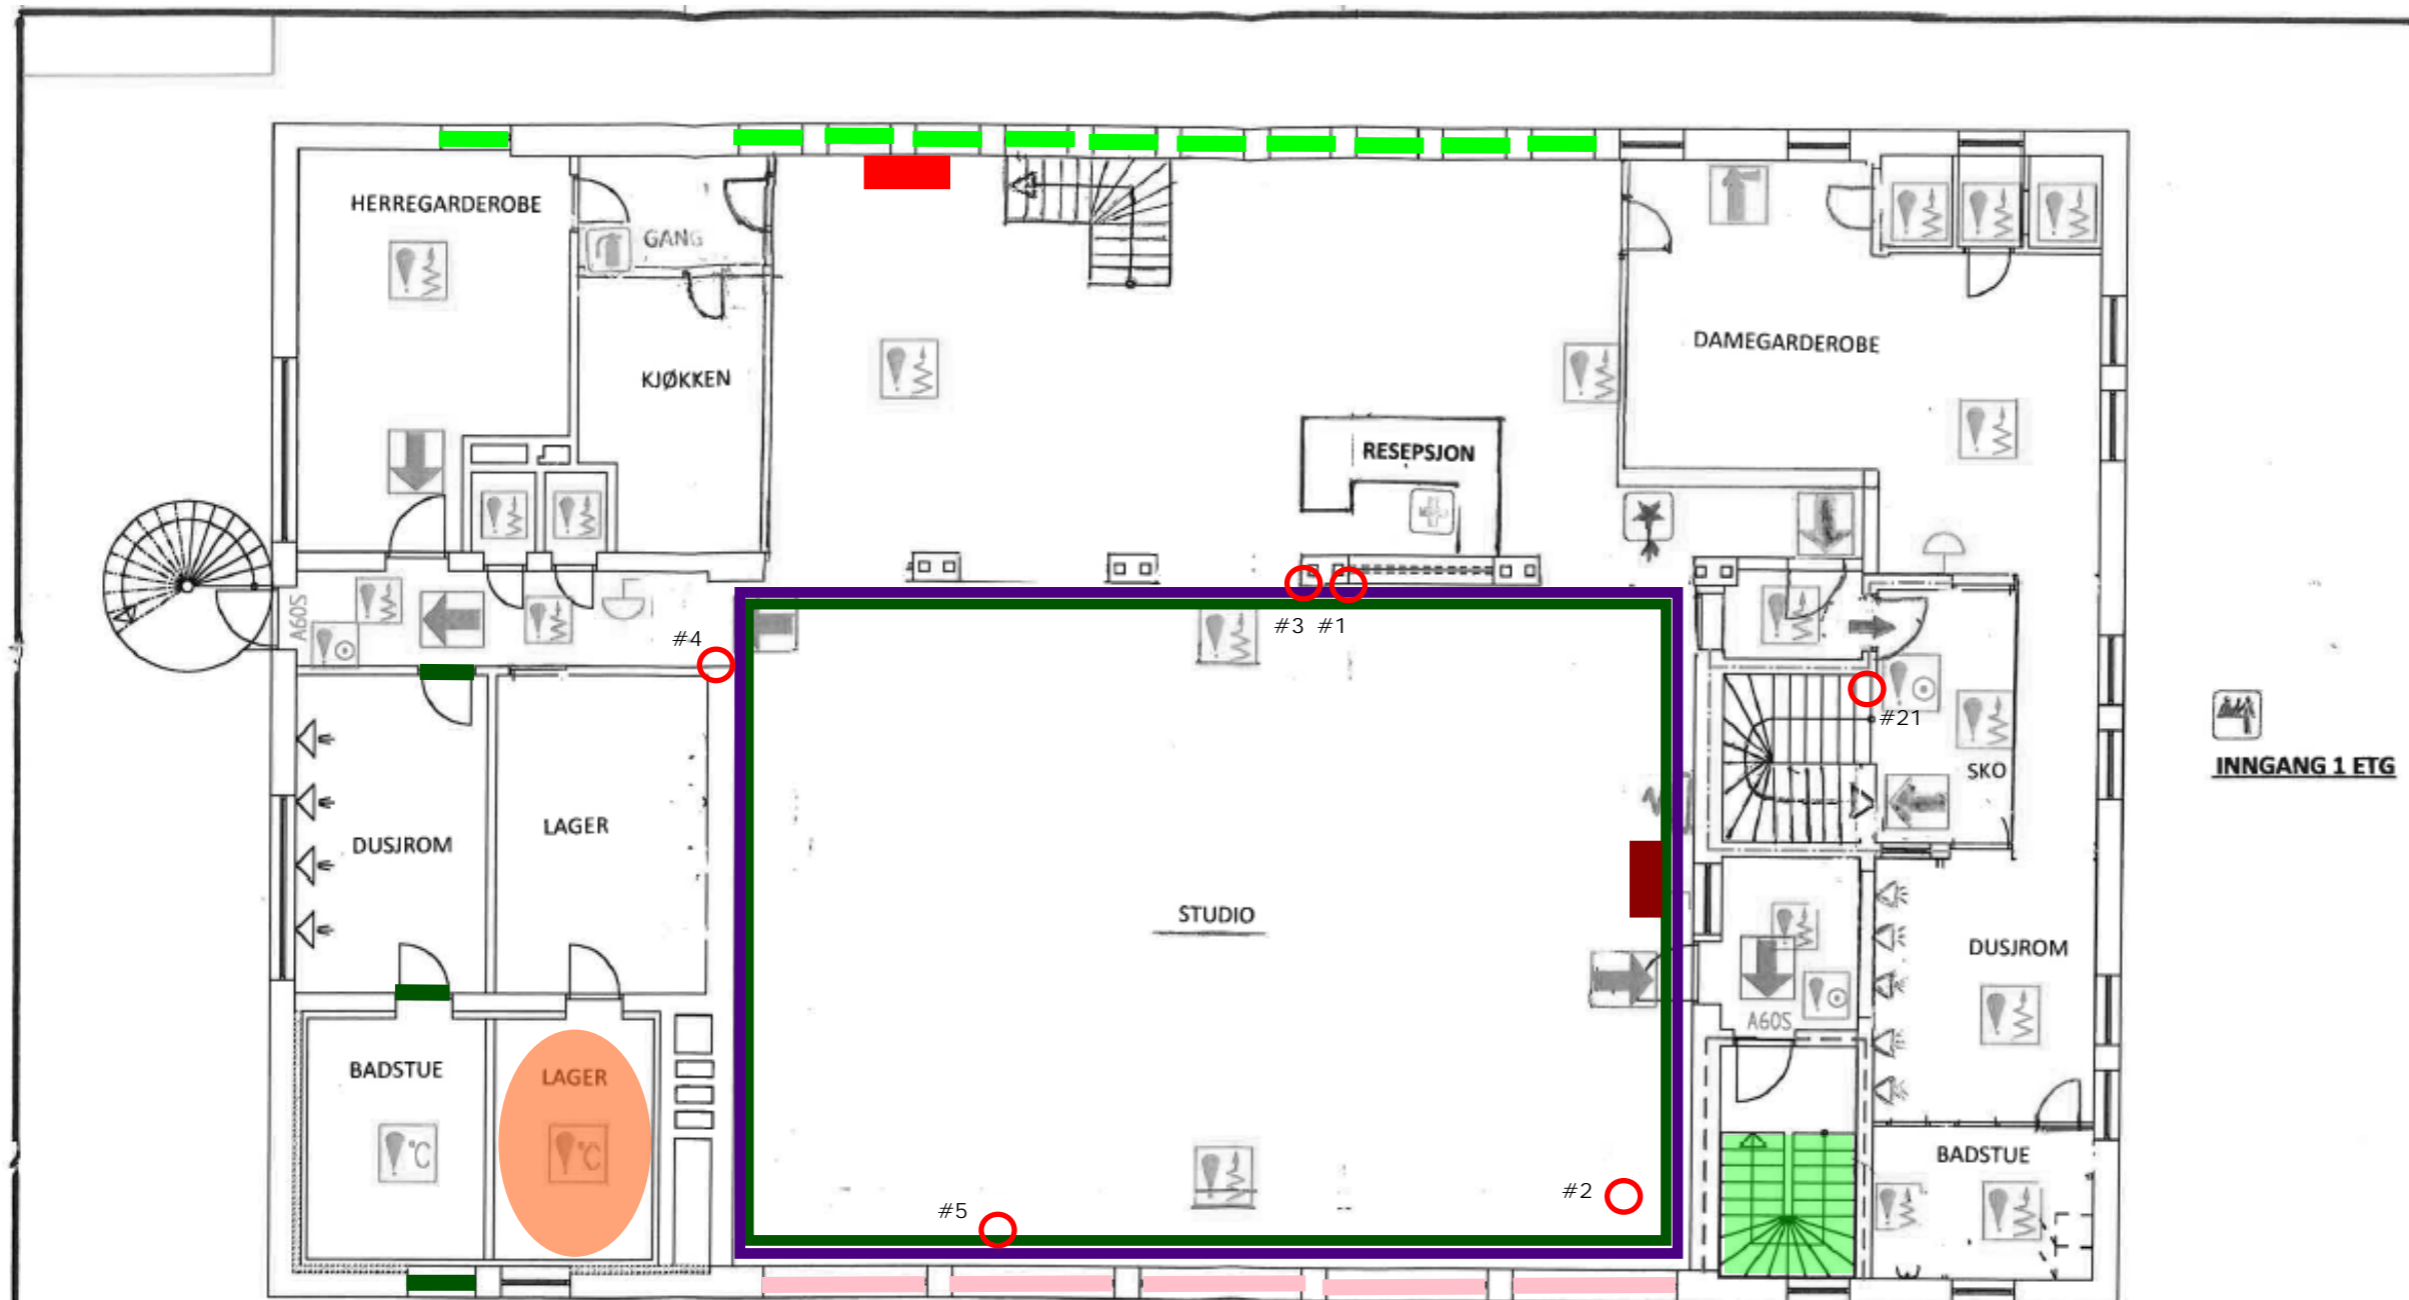 HERREGARDEROBE
GANG
KJØKKEN
DAMEGARDEROBE
RESEPSJON
A60S
#4
#3 #1
#21
SKO
INNGANG 1 ETG
DUSJROM
LAGER
STUDIO
DUSJROM
A60S
BADSTUE
LAGER
°C
°C
BADSTUE
#2
#5